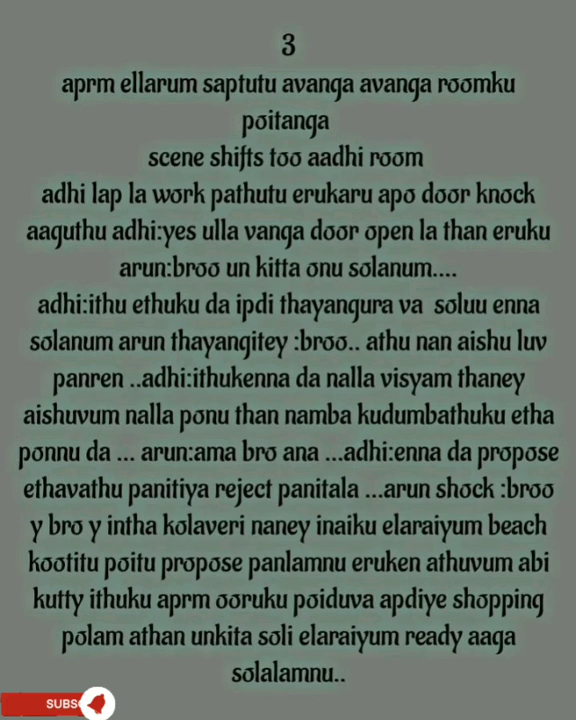 3
aprm ellarum saptutu avanga avanga roomku
poitanga
scene shifts too aadhi room
adhi lap la work pathutu erukaru apo door knock
aaguthu adhi:yes ulla vanga door open la than eruku
arun:broo un kitta onu solanum....
adhi:ithu ethuku da ipdi thayangura va soluu enna
solanum arun thayangitey :broo.. athu nan aishu luv
panren ..adhi:ithukenna da nalla visyam thaney
aishuvum nalla ponu than namba kudumbathuku etha
ponnu da ... arun:ama bro ana ...adhi:enna da propose
ethavathu panitiya reject panitala ...arun shock :broo
y bro y intha kolaveri naney inaiku elaraiyum beach
kootitu poitu propose panlamnu eruken athuvum abi
kutty ithuku aprm ooruku poiduva apdiye shopping
polam athan unkita soli elaraiyum ready aaga
solalamnu..
SUBS